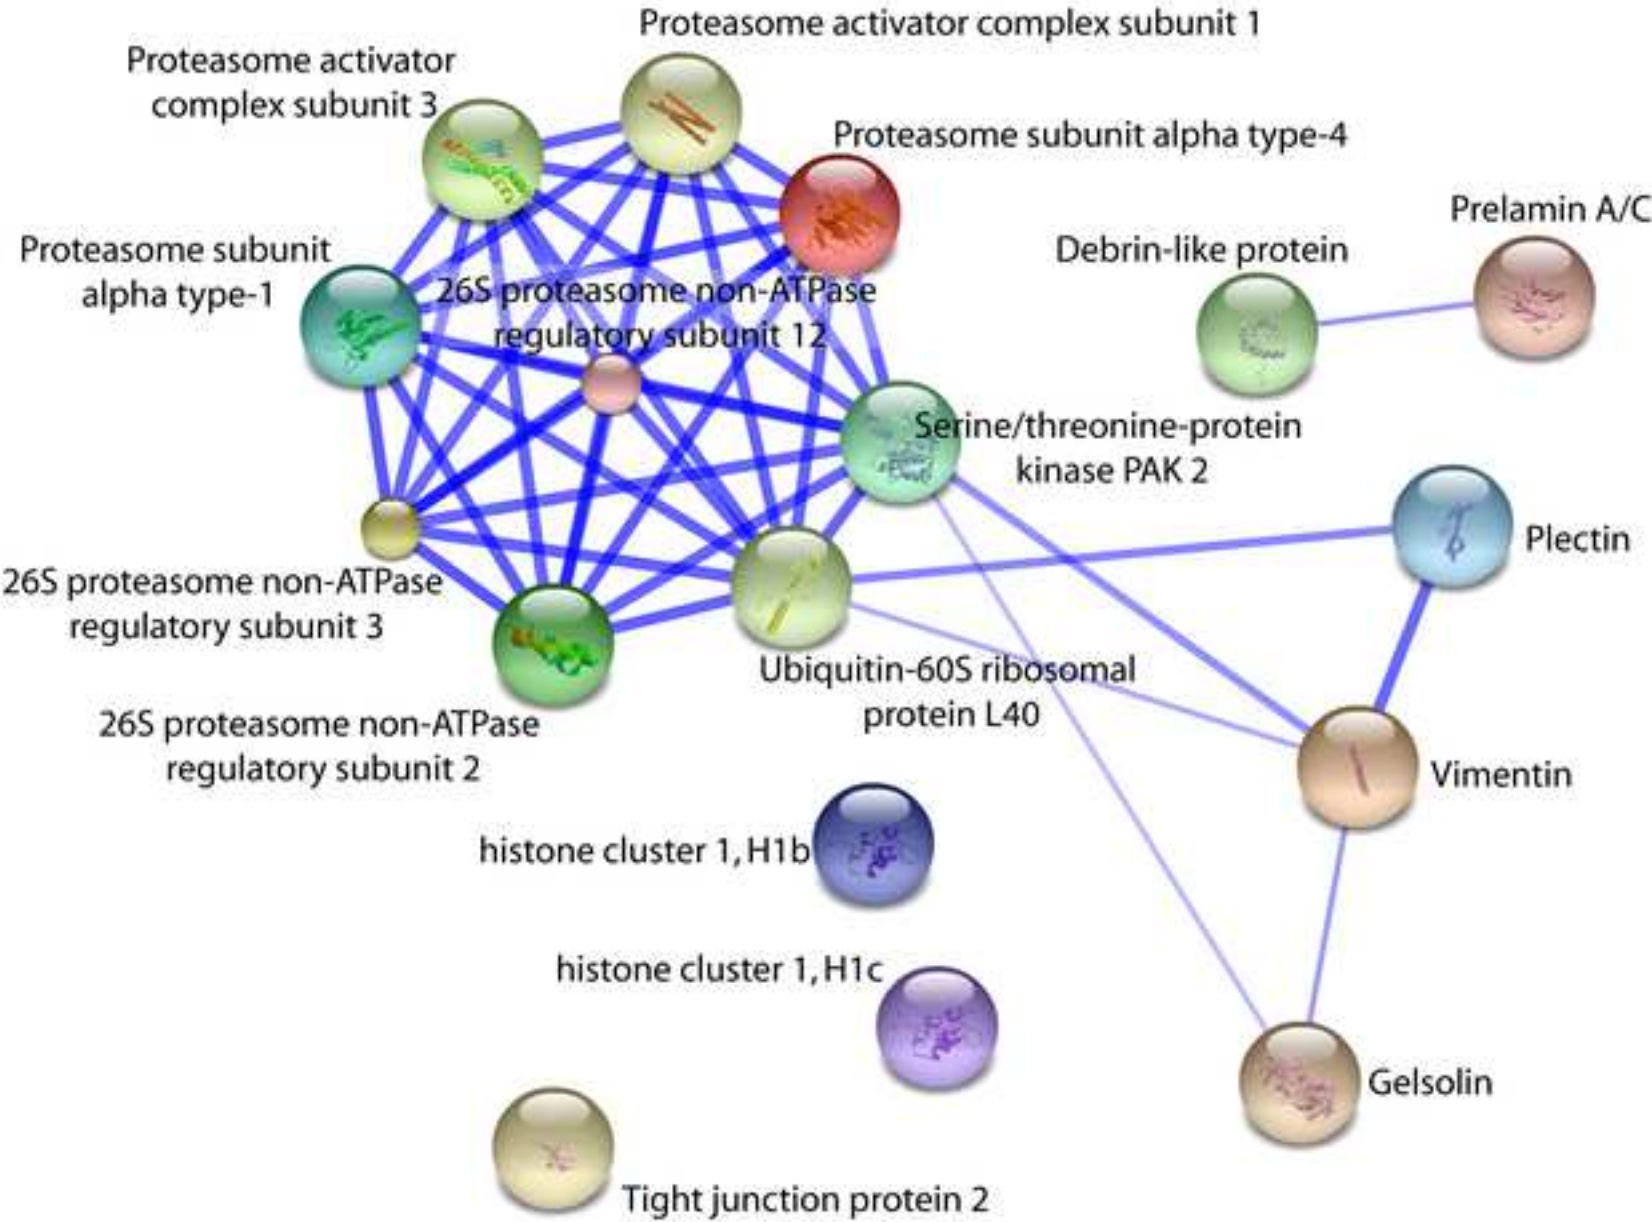 Proteasome activator complex subunit 1
Proteasome activator
complex subunit 3
Proteasome subunit alpha type-4
Prelamin A/C
Debrin-like protein
Proteasome subunit
alpha type-1
26S proteasome non-ATPase
regulatory subunit 12
Serine/threonine-protein
kinase PAK 2
Plectin
26S proteasome non-ATPase
regulatory subunit 3
Ubiquitin-60S ribosomal
protein L40
26S proteasome non-ATPase
regulatory subunit 2
Vimentin
histone cluster 1, H1b
histone cluster 1, H1c
Gelsolin
Tight junction protein 2